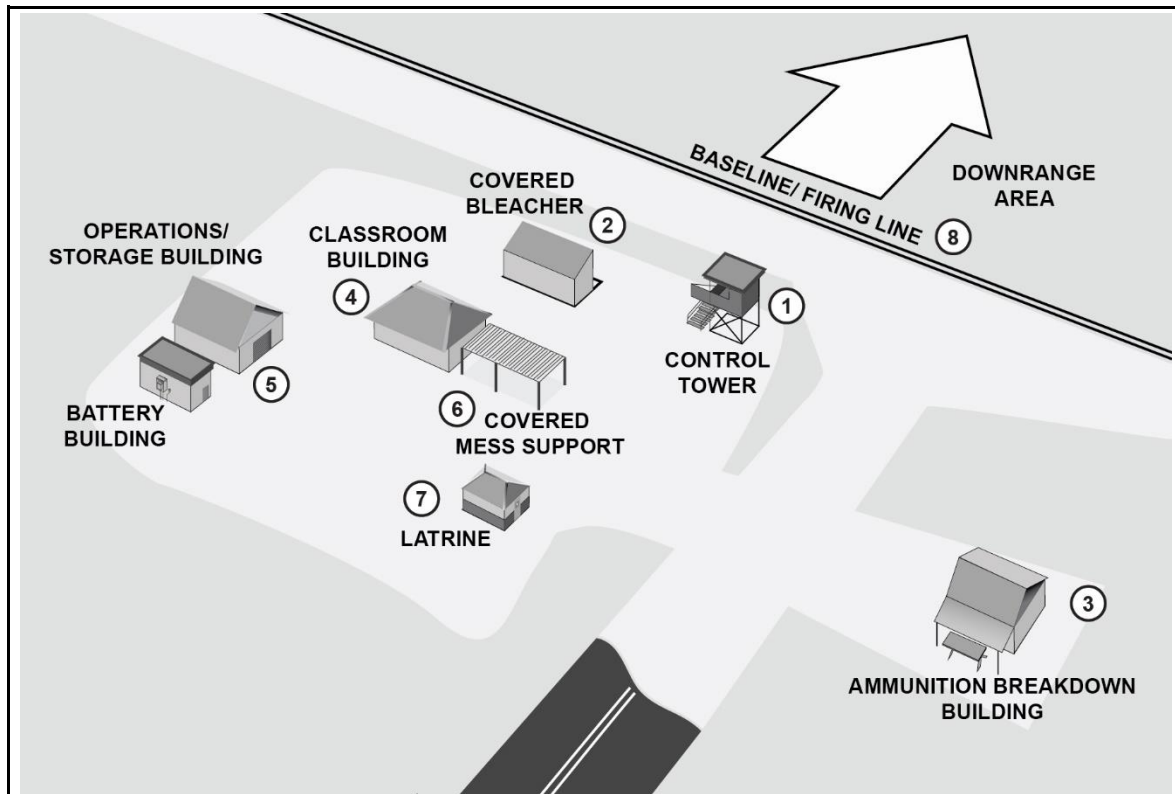 BASELINE/ FIRING LINE
8
DOWNRANGE
AREA
COVERED
BLEACHER
2
OPERATIONS/
STORAGE BUILDING
CLASSROOM
BUILDING
4
1
CONTROL
TOWER
5
BATTERY
BUILDING
6
COVERED
MESS SUPPORT
7
LATRINE
3
AMMUNITION BREAKDOWN
BUILDING